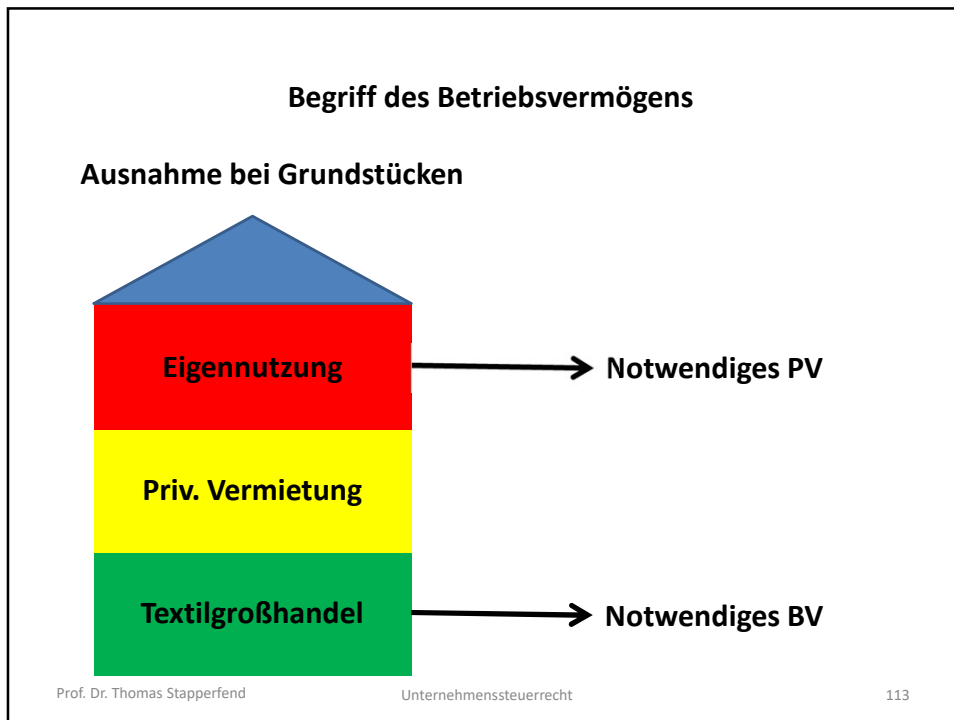 Begriff des Betriebsvermögens
Ausnahme bei Grundstücken
Eigennutzung
Notwendiges PV
Priv. Vermietung
Textilgroßhandel
Notwendiges BV
Prof. Dr. Thomas Stapperfend
Unternehmenssteuerrecht
113